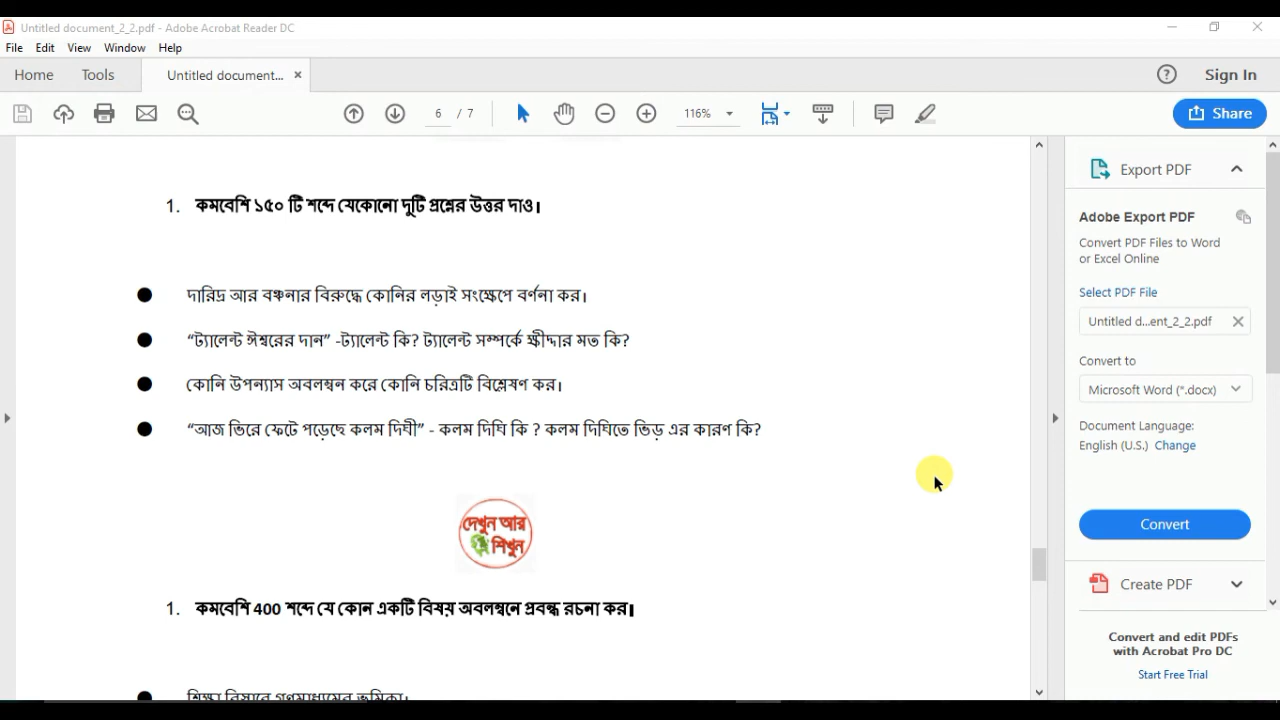 Untitled document_2_2.pdf - Adobe Acrobat Reader DC
File Edit View Window Help
Home Tools Untitled document... × Sign In
6 / 7 116% Share
1. কমবেশি ১৫০ টি শব্দে যেকোনো দুটি প্রশ্নের উত্তর দাও।
● দারিদ্র আর বঞ্চনার বিরুদ্ধে কোনির লড়াই সংক্ষেপে বর্ণনা কর।
● “ট্যালেন্ট ঈশ্বরের দান” -ট্যালেন্ট কি? ট্যালেন্ট সম্পর্কে ক্ষীদ্দার মত কি?
● কোনি উপন্যাস অবলম্বন করে কোনি চরিত্রটি বিশ্লেষণ কর।
● “আজ ভিরে ফেটে পড়েছে কলম দিঘী” - কলম দিঘি কি ? কলম দিঘিতে ভিড় এর কারণ কি?
দেখুন আর
শিখুন
1. কমবেশি 400 শব্দে যে কোন একটি বিষয় অবলম্বনে প্রবন্ধ রচনা কর।
● শিক্ষা বিস্তারে গণমাধ্যমের ভূমিকা।
Export PDF
Adobe Export PDF
Convert PDF Files to Word
or Excel Online
Select PDF File
Untitled d...ent_2_2.pdf
Convert to
Microsoft Word (*.docx)
Document Language:
English (U.S.) Change
Convert
Create PDF
Convert and edit PDFs
with Acrobat Pro DC
Start Free Trial